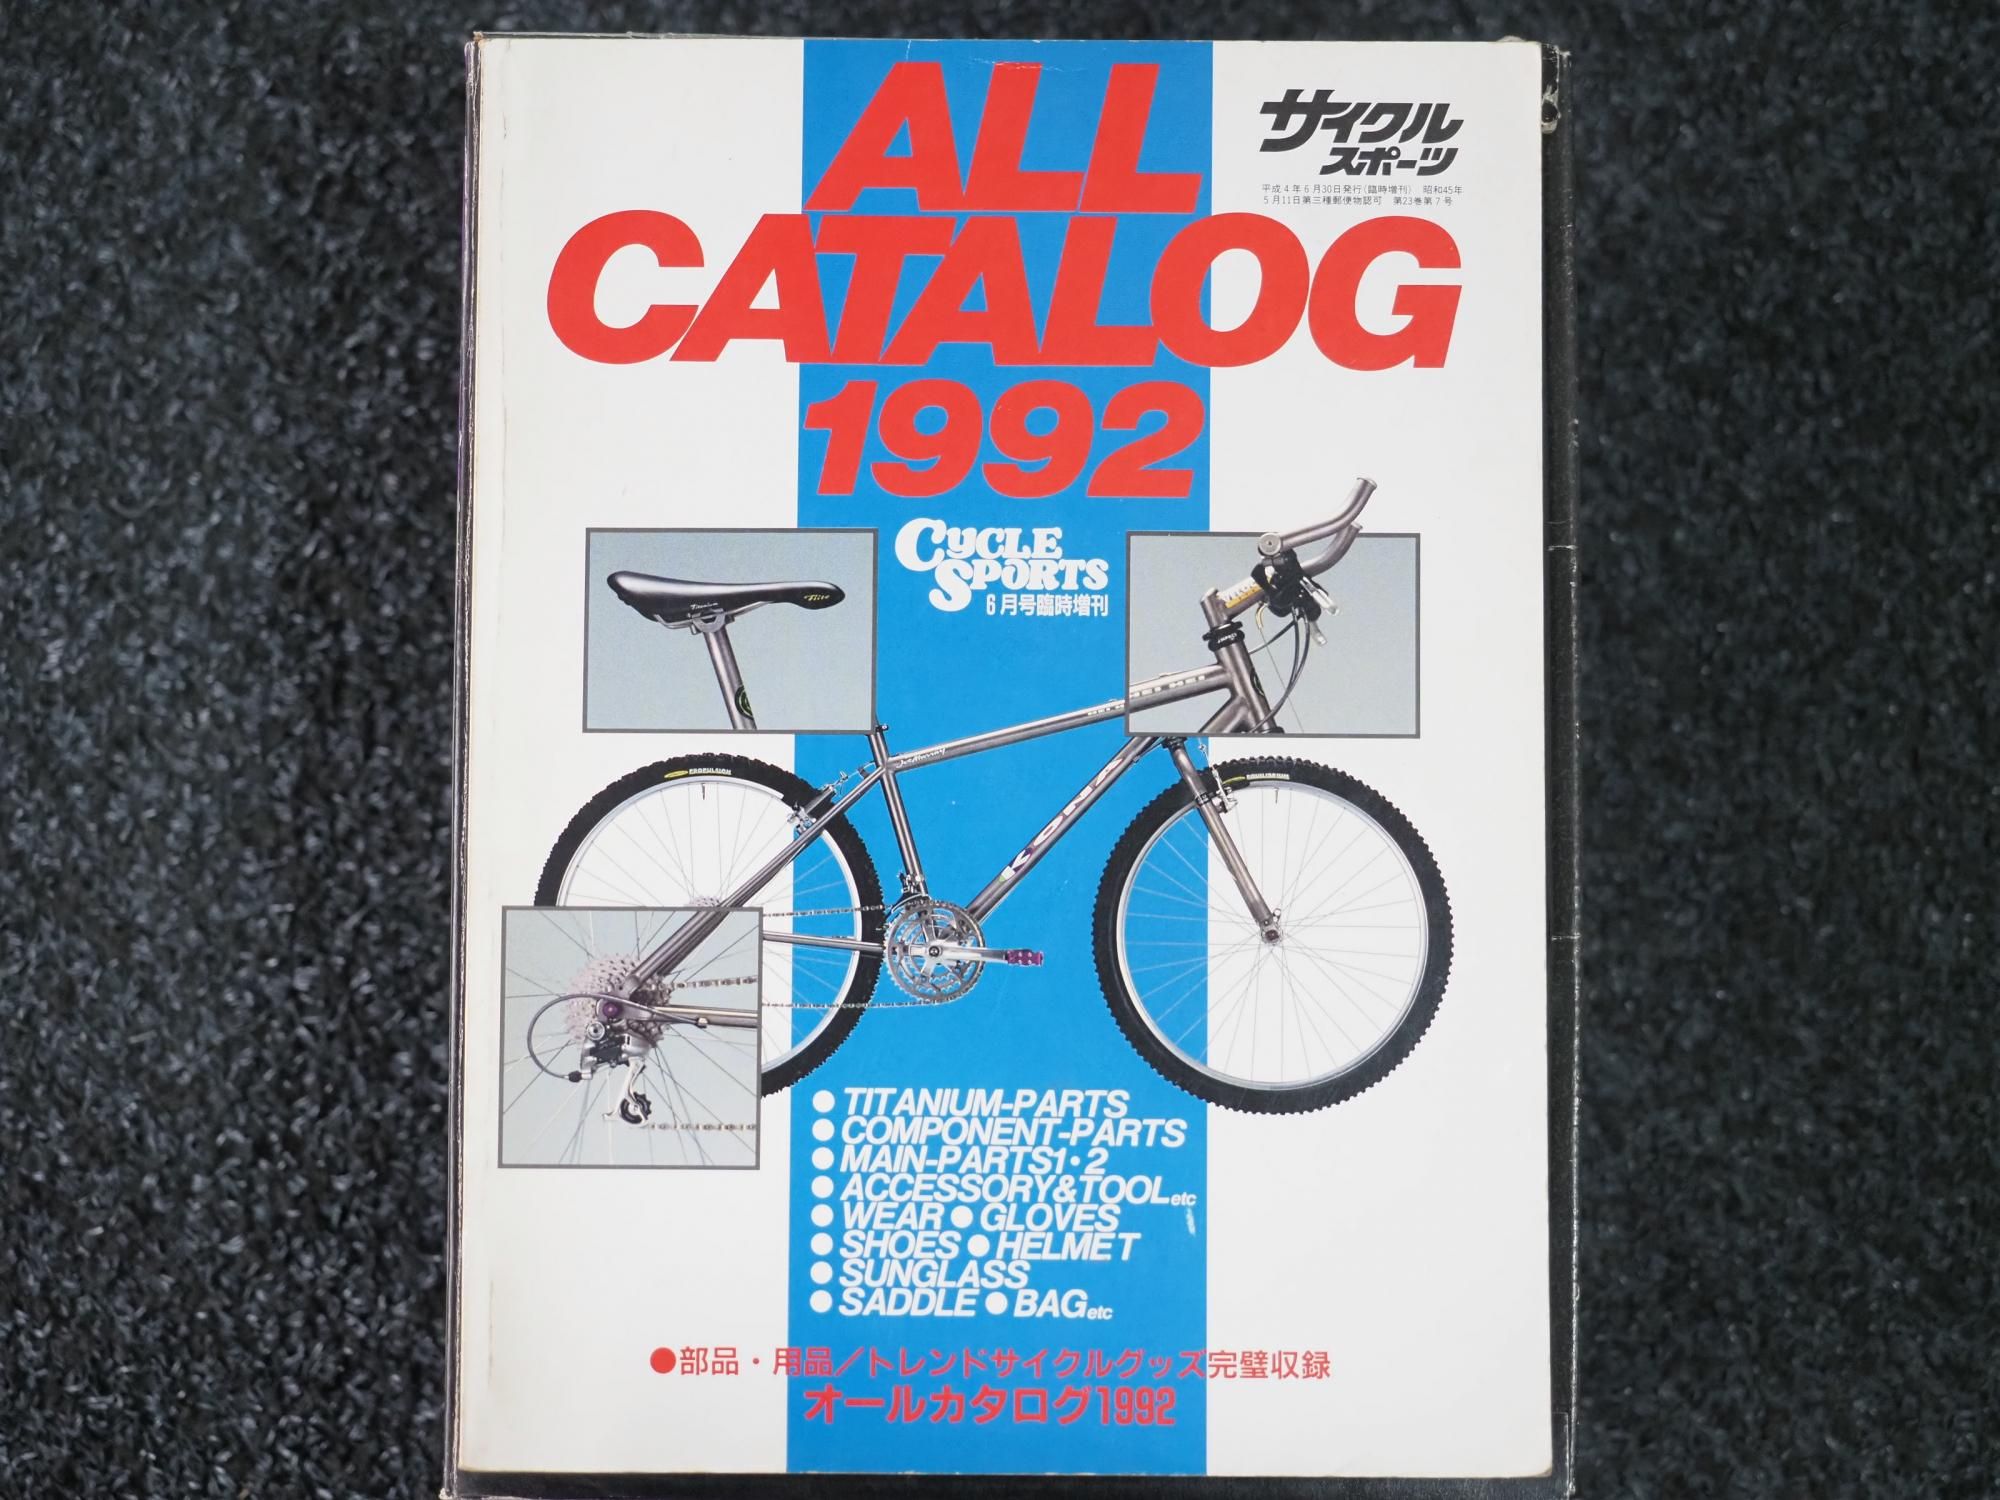 ALL
CATALOG
1992
サイクル
スポーツ
平成4年6月30日発行(臨時増刊) 昭和45年
5月11日第三種郵便物認可 第23巻第7号
CYCLE
SPORTS
6月号臨時増刊
Titanium
flite
PROPULSION
KONA
● TITANIUM-PARTS
● COMPONENT-PARTS
● MAIN-PARTS1・2
● ACCESSORY&TOOLetc
● WEAR ● GLOVES
● SHOES ● HELMET
● SUNGLASS
● SADDLE ● BAGetc
●部品・用品／トレンドサイクルグッズ完璧収録
オールカタログ1992